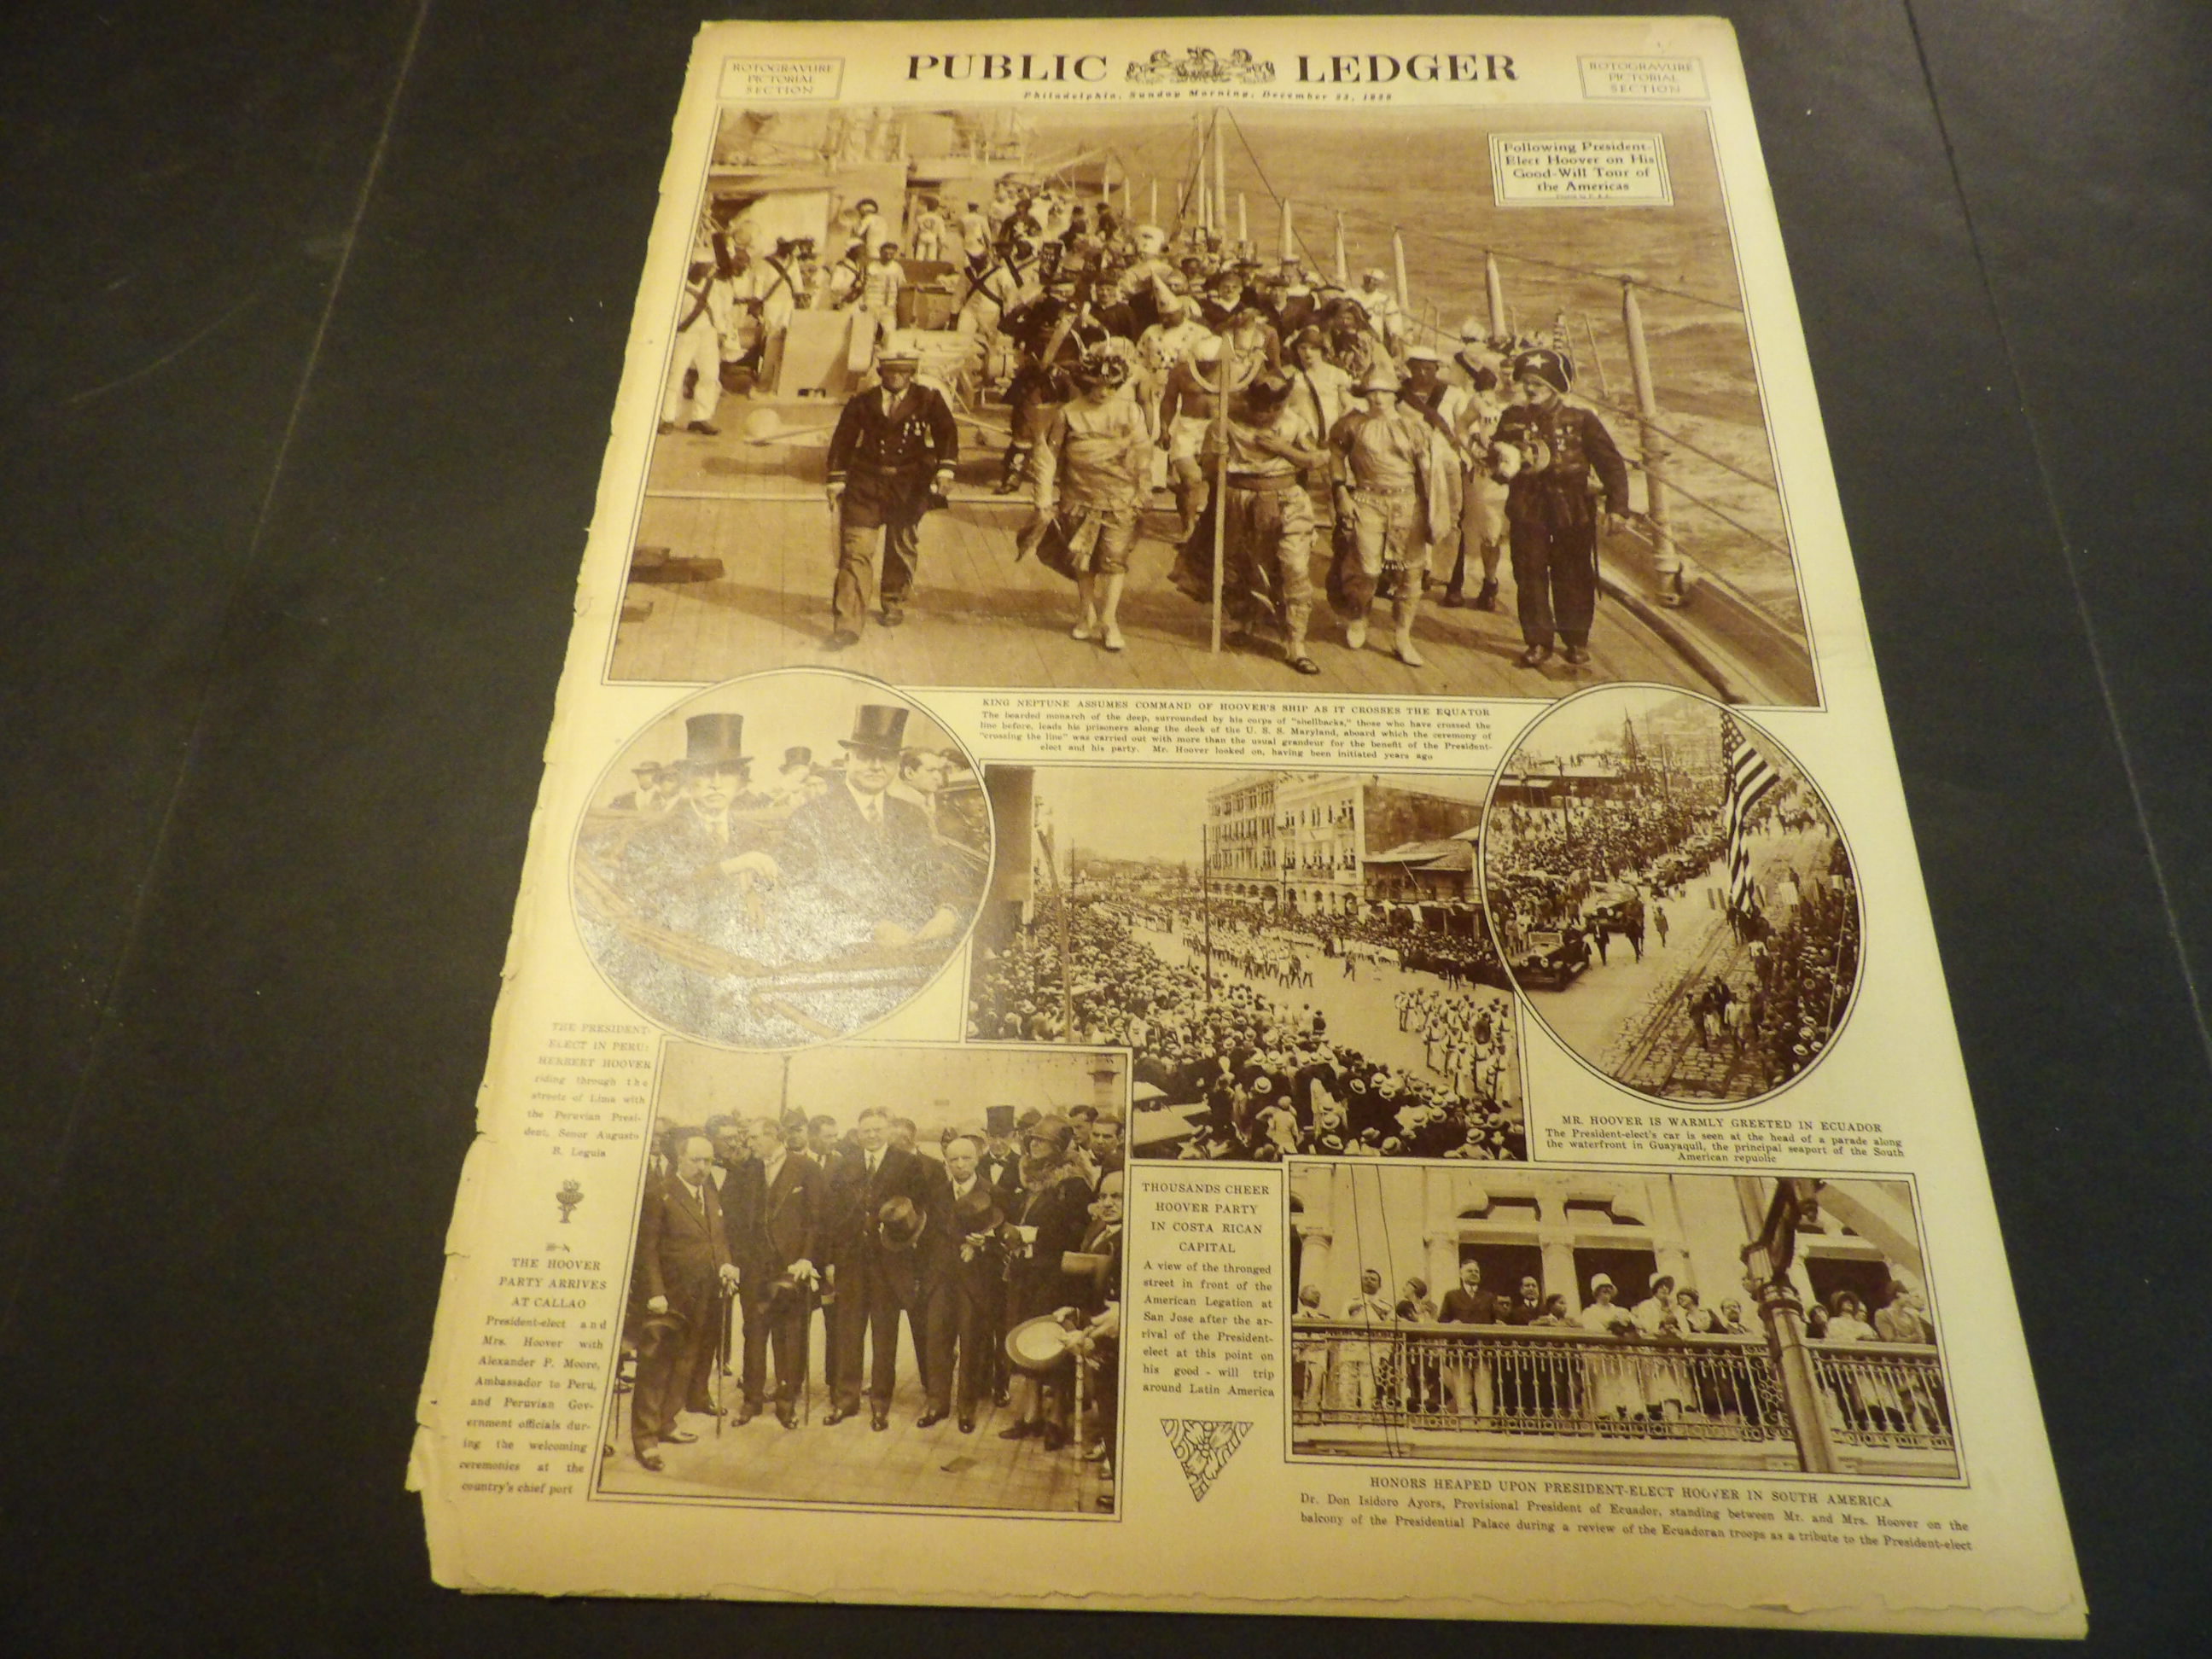 ROTOGRAVURE
PICTORIAL
SECTION
PUBLIC LEDGER
ROTOGRAVURE
PICTORIAL
SECTION
Philadelphia, Sunday Morning, December 23, 1928
Following President-
Elect Hoover on His
Good-Will Tour of
the Americas
KING NEPTUNE ASSUMES COMMAND OF HOOVER'S SHIP AS IT CROSSES THE EQUATOR
The bearded monarch of the deep, surrounded by his corps of "shellbacks," those who have crossed the
line before, leads his prisoners along the deck of the U. S. S. Maryland, aboard which the ceremony of
"crossing the line" was carried out with more than the usual grandeur for the benefit of the President-
elect and his party. Mr. Hoover looked on, having been initiated years ago
THE PRESIDENT-
ELECT IN PERU:
HERBERT HOOVER
riding through the
streets of Lima with
the Peruvian Presi-
dent, Senor Augusto
B. Leguia
MR. HOOVER IS WARMLY GREETED IN ECUADOR
The President-elect's car is seen at the head of a parade along
the waterfront in Guayaquil, the principal seaport of the South
American republic
THE HOOVER
PARTY ARRIVES
AT CALLAO
President-elect and
Mrs. Hoover with
Alexander P. Moore,
Ambassador to Peru,
and Peruvian Gov-
ernment officials dur-
ing the welcoming
ceremonies at the
country's chief port
THOUSANDS CHEER
HOOVER PARTY
IN COSTA RICAN
CAPITAL
A view of the thronged
street in front of the
American Legation at
San Jose after the ar-
rival of the President-
elect at this point on
his good-will trip
around Latin America
HONORS HEAPED UPON PRESIDENT-ELECT HOOVER IN SOUTH AMERICA
Dr. Don Isidoro Ayors, Provisional President of Ecuador, standing between Mr. and Mrs. Hoover on the
balcony of the Presidential Palace during a review of the Ecuadoran troops as a tribute to the President-elect